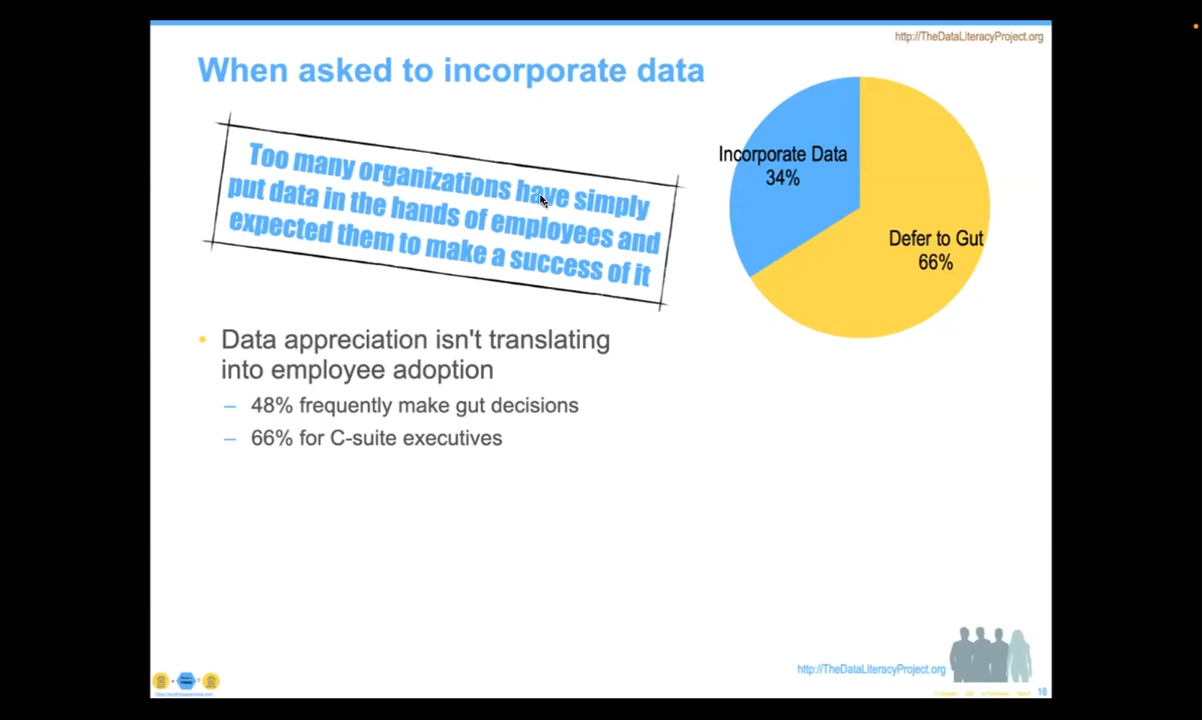 http://TheDataLiteracyProject.org
When asked to incorporate data
Too many organizations have simply
put data in the hands of employees and
expected them to make a success of it
Incorporate Data
34%
Defer to Gut
66%
• Data appreciation isn't translating
into employee adoption
– 48% frequently make gut decisions
– 66% for C-suite executives
http://TheDataLiteracyProject.org
18